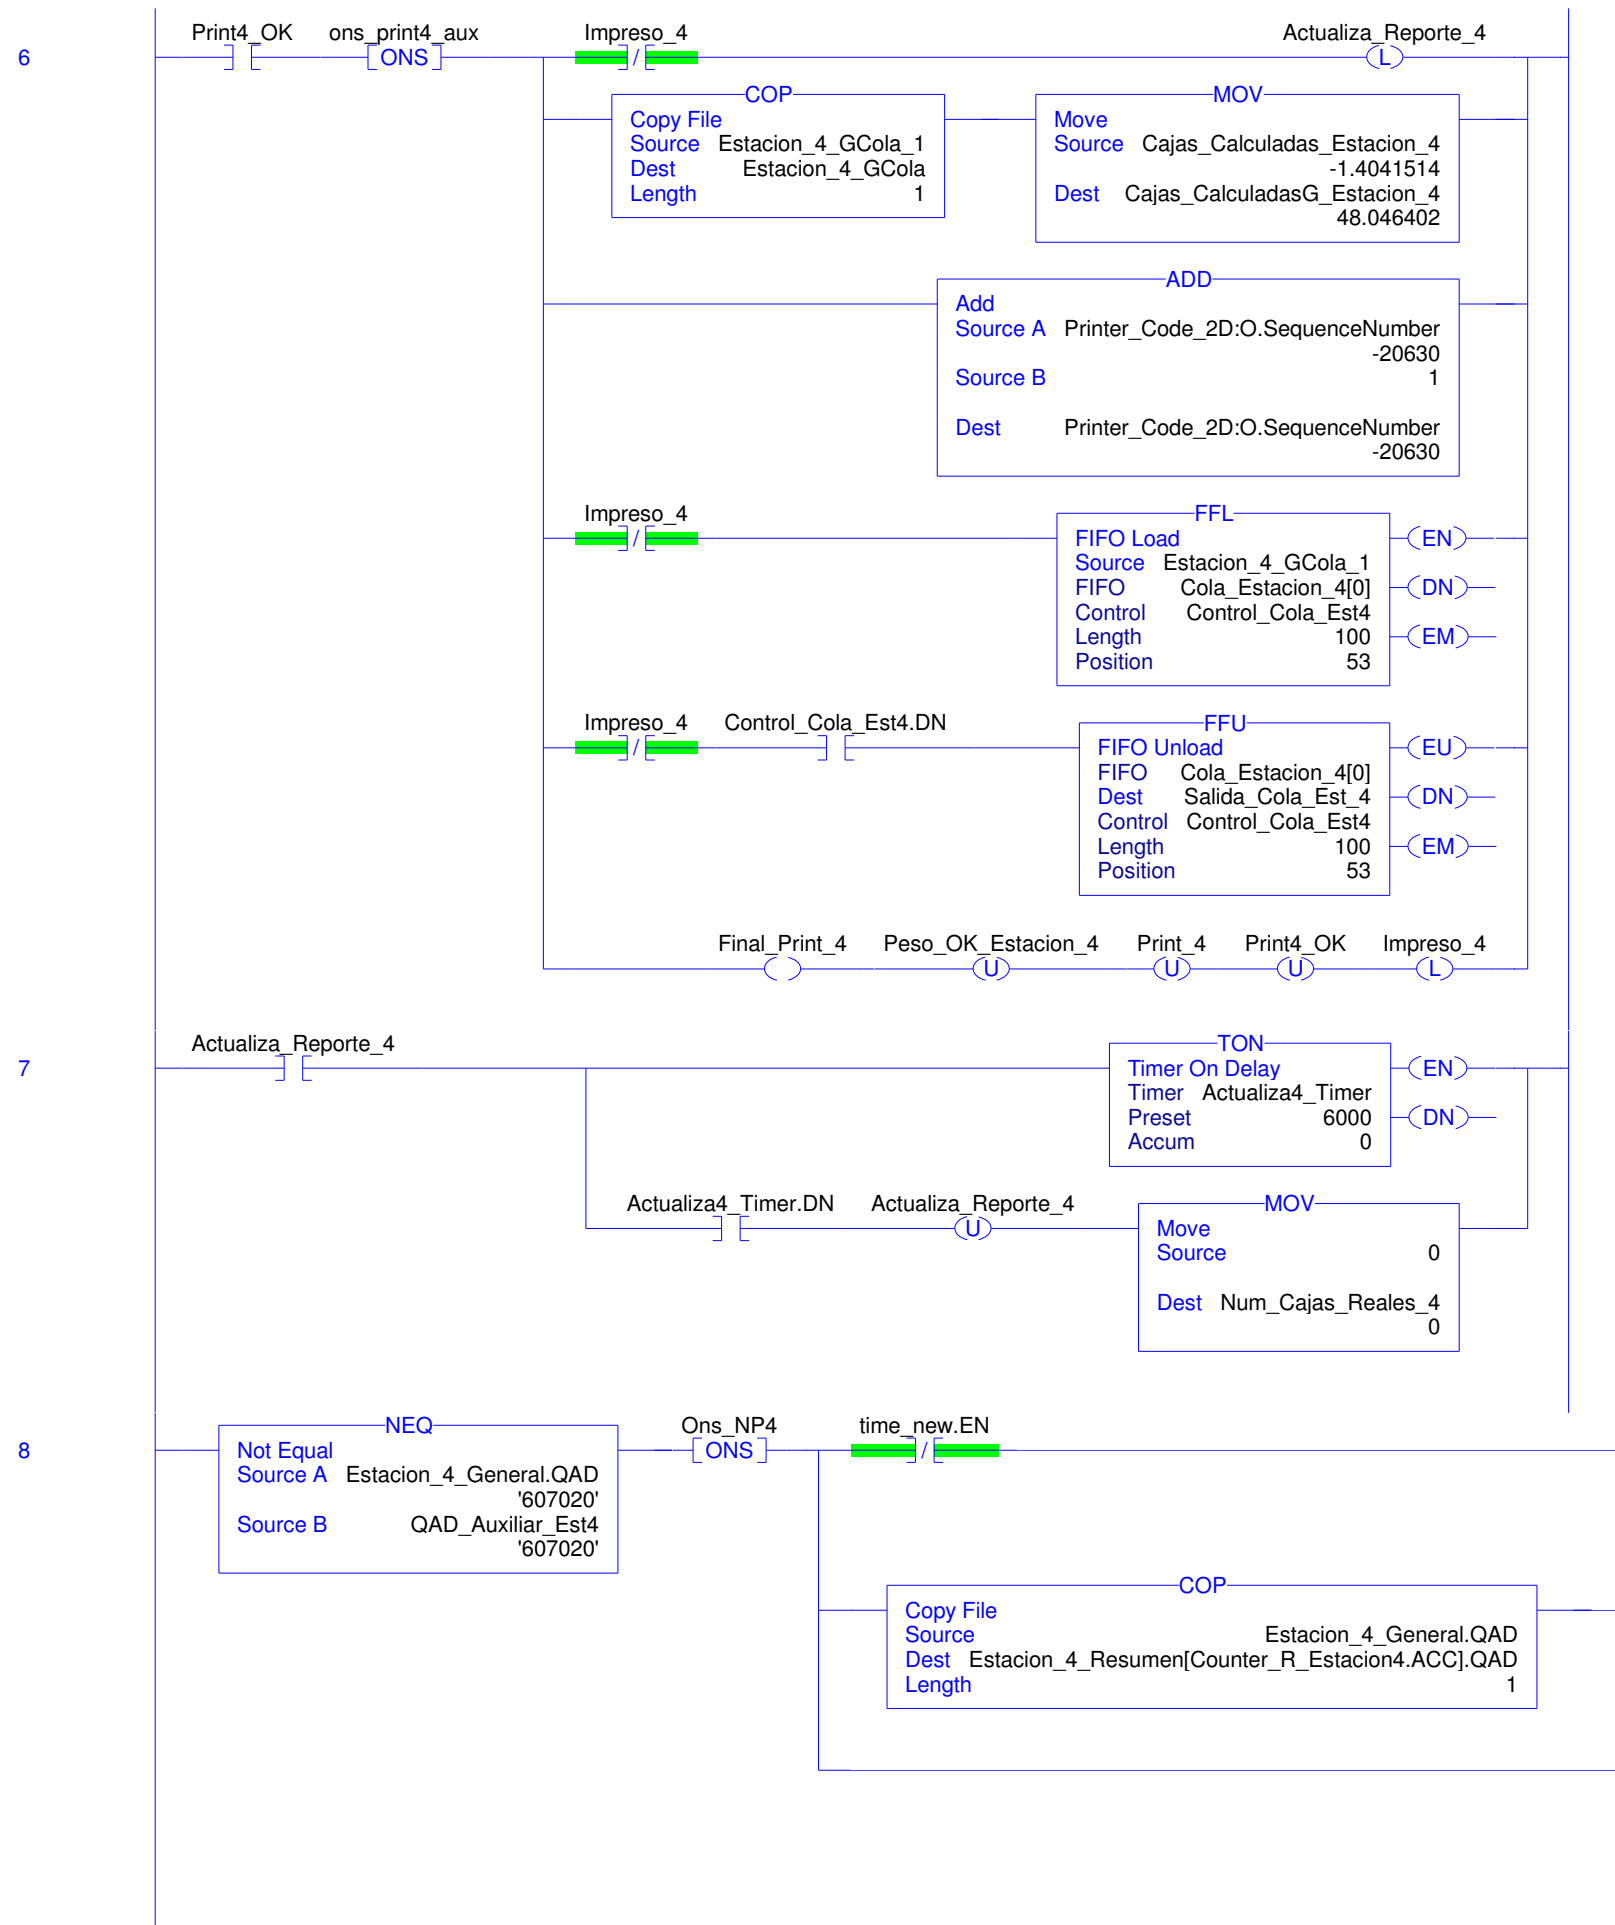 6
Print4_OK
ons_print4_aux
ONS
Impreso_4
/
Actualiza_Reporte_4
L
COP
Copy File
Source Estacion_4_GCola_1
Dest Estacion_4_GCola
Length 1
MOV
Move
Source Cajas_Calculadas_Estacion_4
-1.4041514
Dest Cajas_CalculadasG_Estacion_4
48.046402
ADD
Add
Source A Printer_Code_2D:O.SequenceNumber
-20630
Source B 1
Dest Printer_Code_2D:O.SequenceNumber
-20630
Impreso_4
/
FFL
FIFO Load
Source Estacion_4_GCola_1
FIFO Cola_Estacion_4[0]
Control Control_Cola_Est4
Length 100
Position 53
EN
DN
EM
Impreso_4
/
Control_Cola_Est4.DN
FFU
FIFO Unload
FIFO Cola_Estacion_4[0]
Dest Salida_Cola_Est_4
Control Control_Cola_Est4
Length 100
Position 53
EU
DN
EM
Final_Print_4
Peso_OK_Estacion_4
U
Print_4
U
Print4_OK
U
Impreso_4
L
7
Actualiza_Reporte_4
TON
Timer On Delay
Timer Actualiza4_Timer
Preset 6000
Accum 0
EN
DN
Actualiza4_Timer.DN
Actualiza_Reporte_4
U
MOV
Move
Source 0
Dest Num_Cajas_Reales_4
0
8
NEQ
Not Equal
Source A Estacion_4_General.QAD
'607020'
Source B QAD_Auxiliar_Est4
'607020'
Ons_NP4
ONS
time_new.EN
/
COP
Copy File
Source Estacion_4_General.QAD
Dest Estacion_4_Resumen[Counter_R_Estacion4.ACC].QAD
Length 1